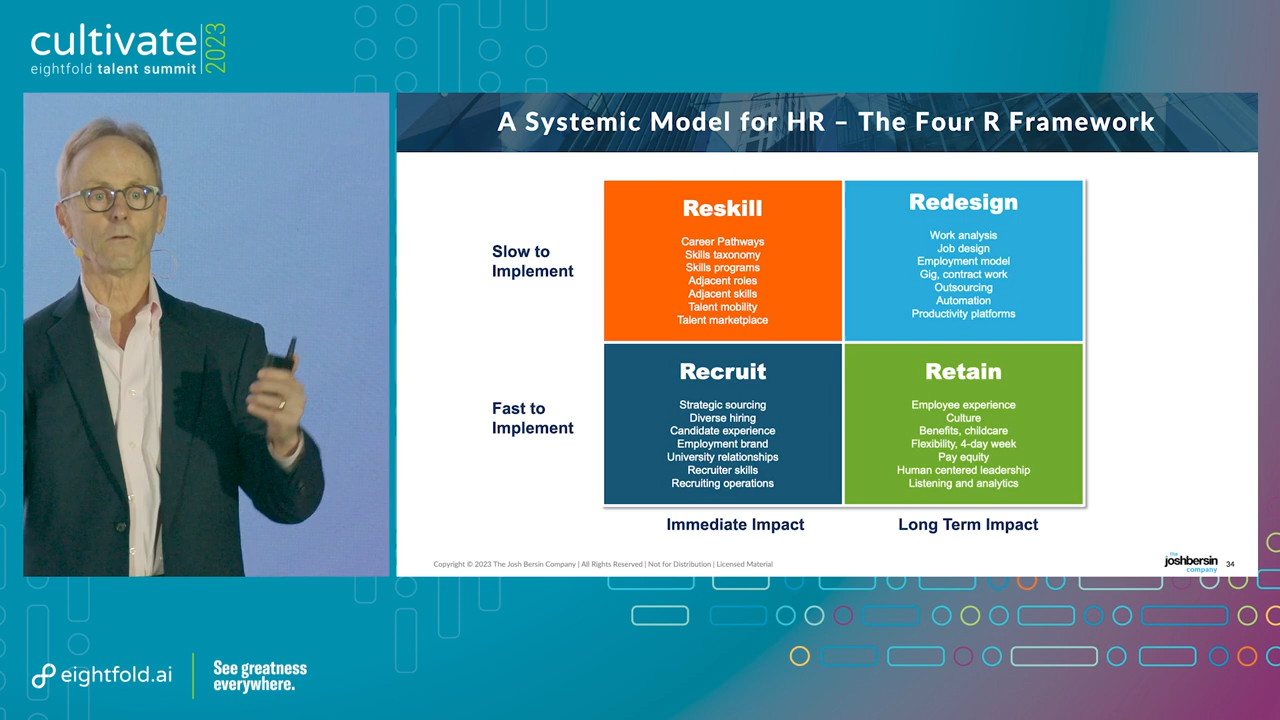 cultivate 2023
eightfold talent summit
A Systemic Model for HR – The Four R Framework
Slow to
Implement
Reskill
Career Pathways
Skills taxonomy
Skills programs
Adjacent roles
Adjacent skills
Talent mobility
Talent marketplace
Redesign
Work analysis
Job design
Employment model
Gig, contract work
Outsourcing
Automation
Productivity platforms
Fast to
Implement
Recruit
Strategic sourcing
Diverse hiring
Candidate experience
Employment brand
University relationships
Recruiter skills
Recruiting operations
Retain
Employee experience
Culture
Benefits, childcare
Flexibility, 4-day week
Pay equity
Human centered leadership
Listening and analytics
Immediate Impact
Long Term Impact
Copyright © 2023 The Josh Bersin Company | All Rights Reserved | Not for Distribution | Licensed Material
the
joshbersin
company
34
eightfold.ai
See greatness
everywhere.